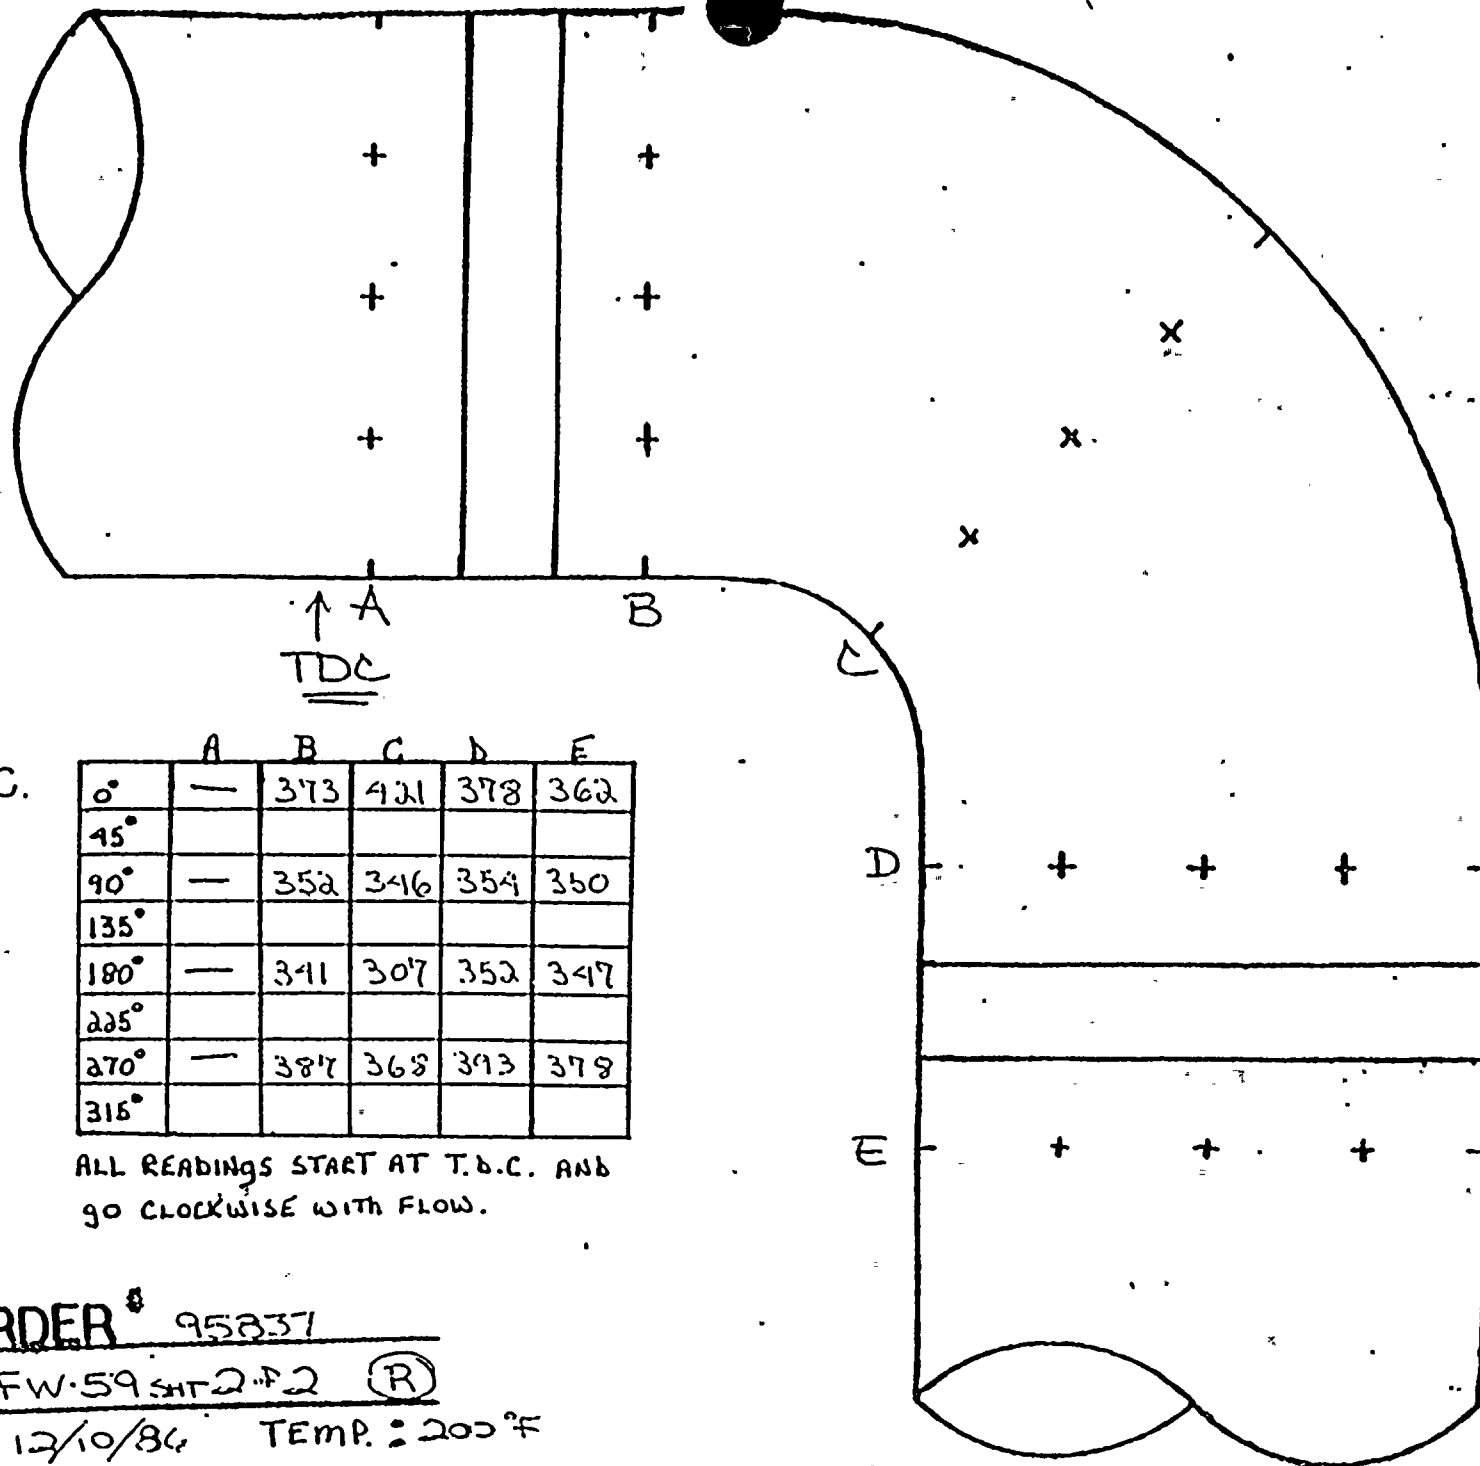 A
B
C
TDC
A B C D E
C.
0° — 373 421 378 362
45°
90° — 352 346 354 350
135°
180° — 341 307 352 347
225°
270° — 387 368 393 378
315°
D
E
ALL READINGS START AT T.D.C. AND
GO CLOCKWISE WITH FLOW.
RDER # 95837
FW-59 SHT 2 OF 2 R
12/10/86 TEMP.: 200°F